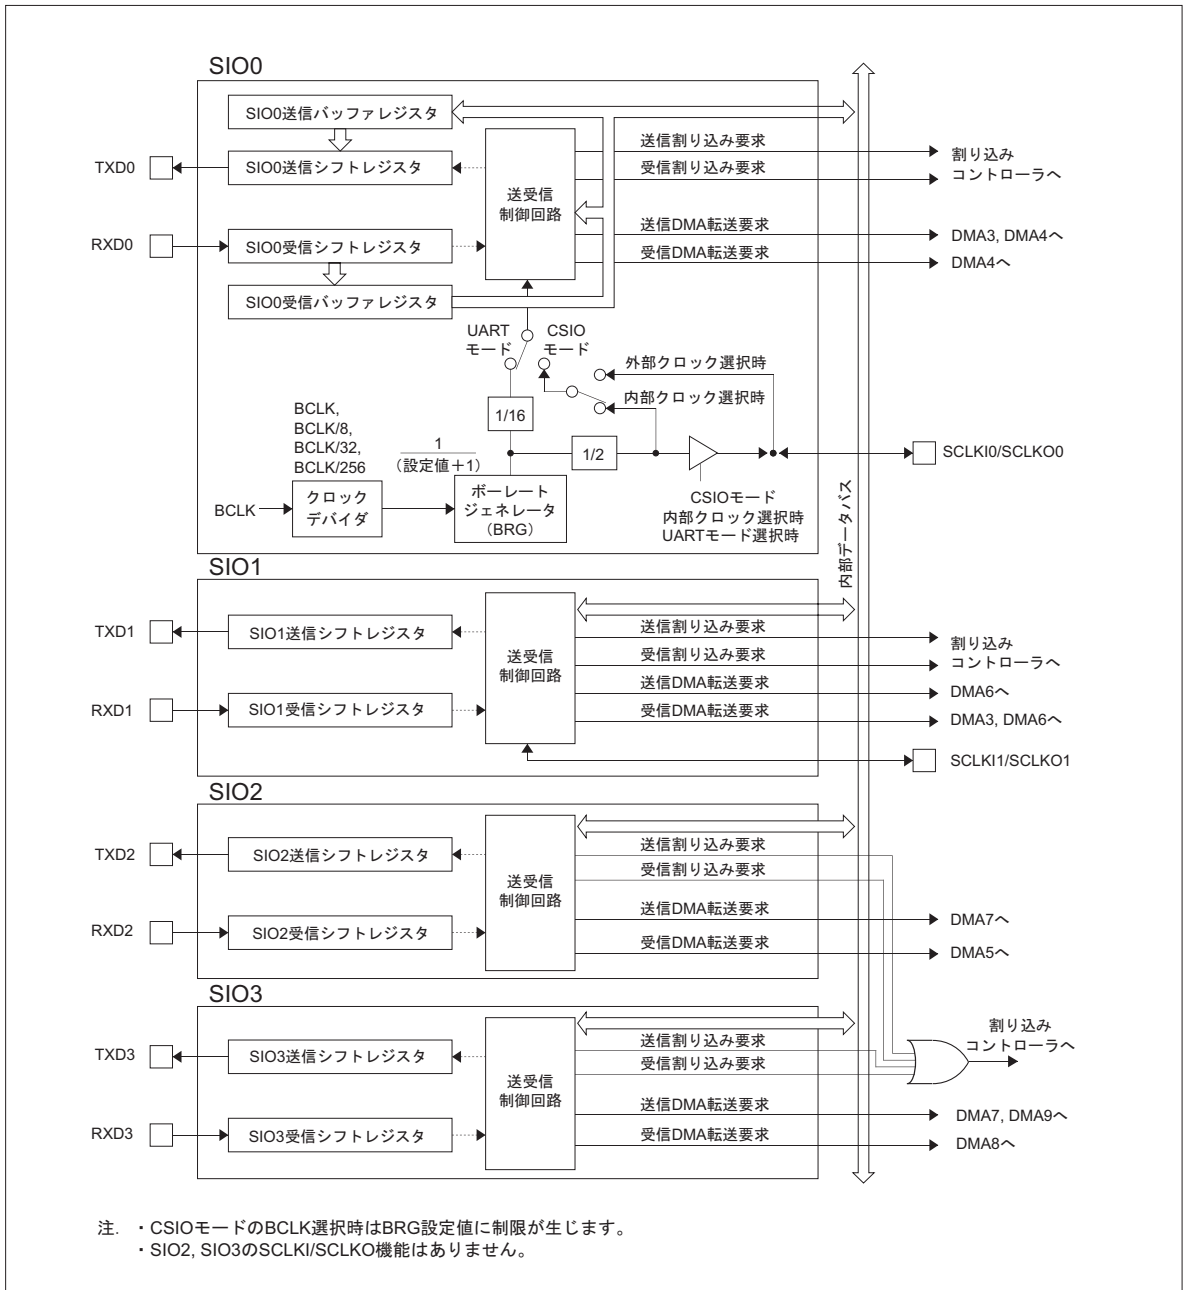 SIO0
SIO0送信バッファレジスタ
TXD0
SIO0送信シフトレジスタ
送受信
制御回路
送信割り込み要求
受信割り込み要求
割り込み
コントローラへ
RXD0
SIO0受信シフトレジスタ
送信DMA転送要求
DMA3, DMA4へ
受信DMA転送要求
DMA4へ
SIO0受信バッファレジスタ
UART
モード
CSIO
モード
外部クロック選択時
内部クロック選択時
1/16
BCLK,
BCLK/8,
BCLK/32,
BCLK/256
1
(設定値+1)
1/2
SCLKI0/SCLKO0
BCLK
クロック
デバイダ
ボーレート
ジェネレータ
(BRG)
CSIOモード
内部クロック選択時
UARTモード選択時
内部データバス
SIO1
TXD1
SIO1送信シフトレジスタ
送受信
制御回路
送信割り込み要求
受信割り込み要求
割り込み
コントローラへ
送信DMA転送要求
DMA6へ
RXD1
SIO1受信シフトレジスタ
受信DMA転送要求
DMA3, DMA6へ
SCLKI1/SCLKO1
SIO2
TXD2
SIO2送信シフトレジスタ
送受信
制御回路
送信割り込み要求
受信割り込み要求
RXD2
SIO2受信シフトレジスタ
送信DMA転送要求
DMA7へ
受信DMA転送要求
DMA5へ
SIO3
TXD3
SIO3送信シフトレジスタ
送受信
制御回路
送信割り込み要求
受信割り込み要求
割り込み
コントローラへ
RXD3
SIO3受信シフトレジスタ
送信DMA転送要求
DMA7, DMA9へ
受信DMA転送要求
DMA8へ
注. ・CSIOモードのBCLK選択時はBRG設定値に制限が生じます。
・SIO2, SIO3のSCLKI/SCLKO機能はありません。